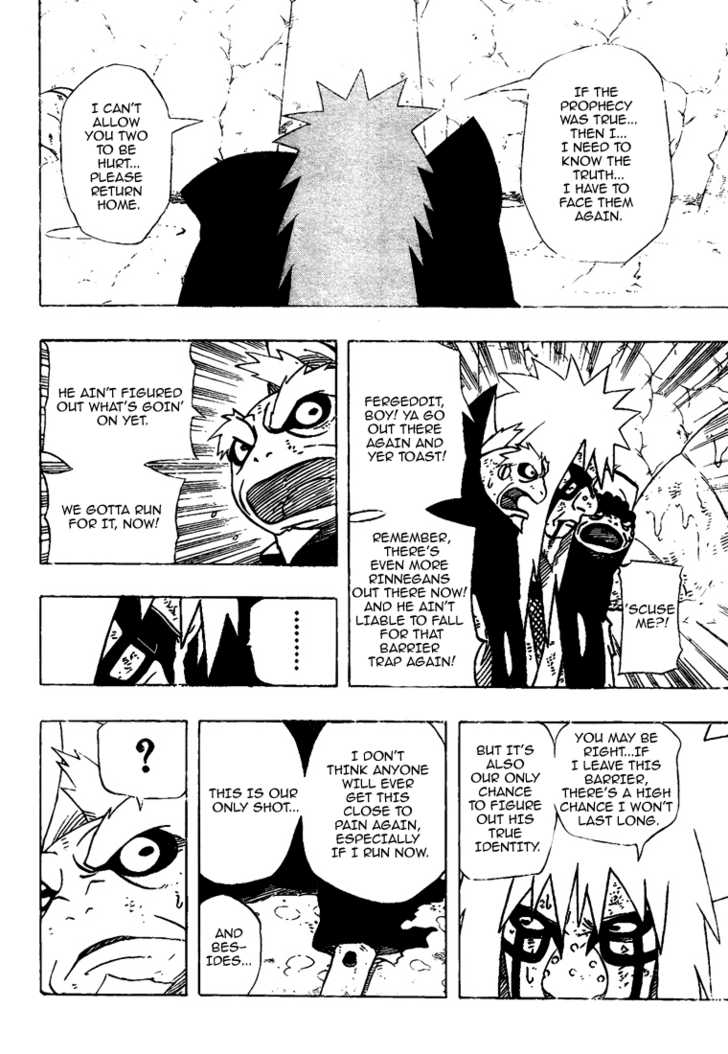 IF THE
PROPHECY
WAS TRUE...
THEN I...
I NEED TO
KNOW THE
TRUTH...
I HAVE TO
FACE THEM
AGAIN.
I CAN'T
ALLOW
YOU TWO
TO BE
HURT...
PLEASE
RETURN
HOME.
FERGEDDIT,
BOY! YA GO
OUT THERE
AGAIN AND
YER TOAST!
'SCUSE
ME?!
REMEMBER,
THERE'S
EVEN MORE
RINNEGANS
OUT THERE NOW!
AND HE AIN'T
LIABLE TO FALL
FOR THAT
BARRIER
TRAP AGAIN!
HE AIN'T FIGURED
OUT WHAT'S GOIN'
ON YET.
WE GOTTA RUN
FOR IT, NOW!
........
YOU MAY BE
RIGHT...IF
I LEAVE THIS
BARRIER,
THERE'S A HIGH
CHANCE I WON'T
LAST LONG.
BUT IT'S
ALSO
OUR ONLY
CHANCE
TO FIGURE
OUT HIS
TRUE
IDENTITY.
I DON'T
THINK ANYONE
WILL EVER
GET THIS
CLOSE TO
PAIN AGAIN,
ESPECIALLY
IF I RUN NOW.
THIS IS OUR
ONLY SHOT...
AND
BES-
IDES...
?